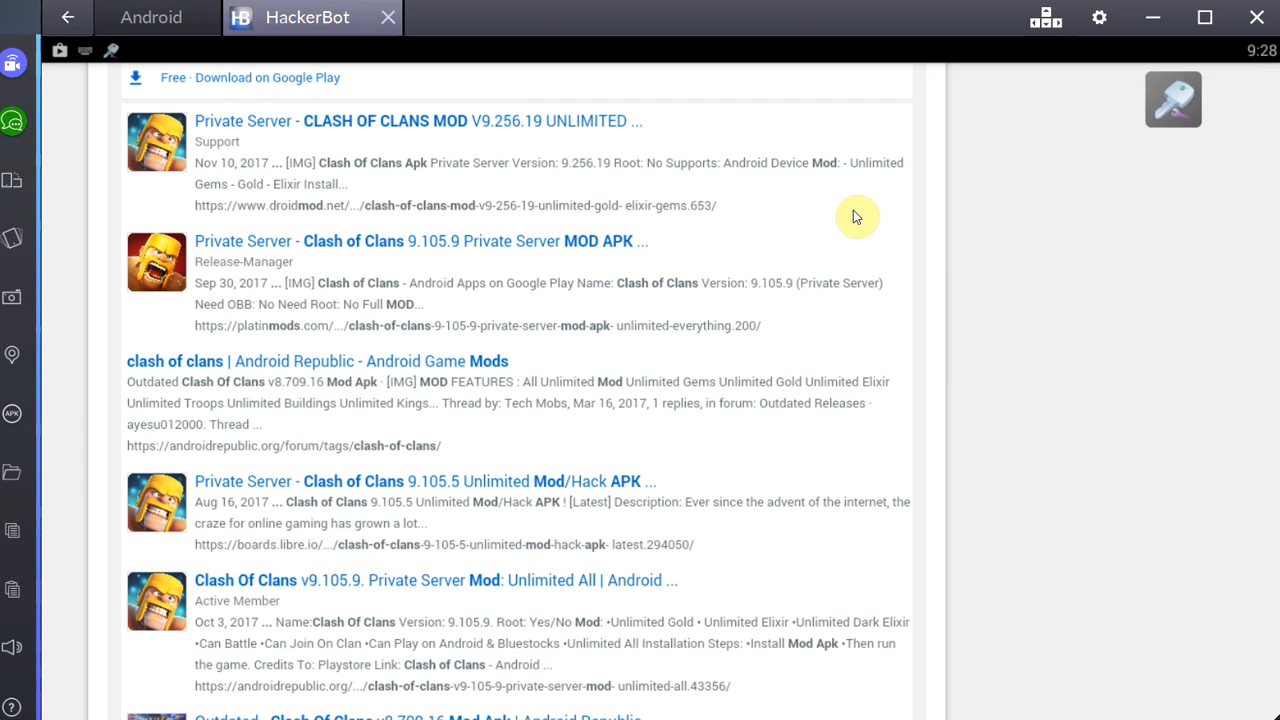 Android
HB HackerBot
9:28
Free · Download on Google Play
Private Server - CLASH OF CLANS MOD V9.256.19 UNLIMITED ...
Support
Nov 10, 2017 ... [IMG] Clash Of Clans Apk Private Server Version: 9.256.19 Root: No Supports: Android Device Mod: - Unlimited
Gems - Gold - Elixir Install...
https://www.droidmod.net/.../clash-of-clans-mod-v9-256-19-unlimited-gold- elixir-gems.653/
Private Server - Clash of Clans 9.105.9 Private Server MOD APK ...
Release-Manager
Sep 30, 2017 ... [IMG] Clash of Clans - Android Apps on Google Play Name: Clash of Clans Version: 9.105.9 (Private Server)
Need OBB: No Need Root: No Full MOD...
https://platinmods.com/.../clash-of-clans-9-105-9-private-server-mod-apk- unlimited-everything.200/
clash of clans | Android Republic - Android Game Mods
Outdated Clash Of Clans v8.709.16 Mod Apk · [IMG] MOD FEATURES : All Unlimited Mod Unlimited Gems Unlimited Gold Unlimited Elixir
Unlimited Troops Unlimited Buildings Unlimited Kings... Thread by: Tech Mobs, Mar 16, 2017, 1 replies, in forum: Outdated Releases ·
ayesu012000. Thread ...
https://androidrepublic.org/forum/tags/clash-of-clans/
Private Server - Clash of Clans 9.105.5 Unlimited Mod/Hack APK ...
Aug 16, 2017 ... Clash of Clans 9.105.5 Unlimited Mod/Hack APK ! [Latest] Description: Ever since the advent of the internet, the
craze for online gaming has grown a lot...
https://boards.libre.io/.../clash-of-clans-9-105-5-unlimited-mod-hack-apk- latest.294050/
Clash Of Clans v9.105.9. Private Server Mod: Unlimited All | Android ...
Active Member
Oct 3, 2017 ... Name:Clash Of Clans Version: 9.105.9. Root: Yes/No Mod: •Unlimited Gold • Unlimited Elixir •Unlimited Dark Elixir
•Can Battle •Can Join On Clan •Can Play on Android & Bluestocks •Unlimited All Installation Steps: •Install Mod Apk •Then run
the game. Credits To: Playstore Link: Clash of Clans - Android ...
https://androidrepublic.org/.../clash-of-clans-v9-105-9-private-server-mod- unlimited-all.43356/
Outdated - Clash Of Clans v8.709.16 Mod Apk | Android Republic
APK